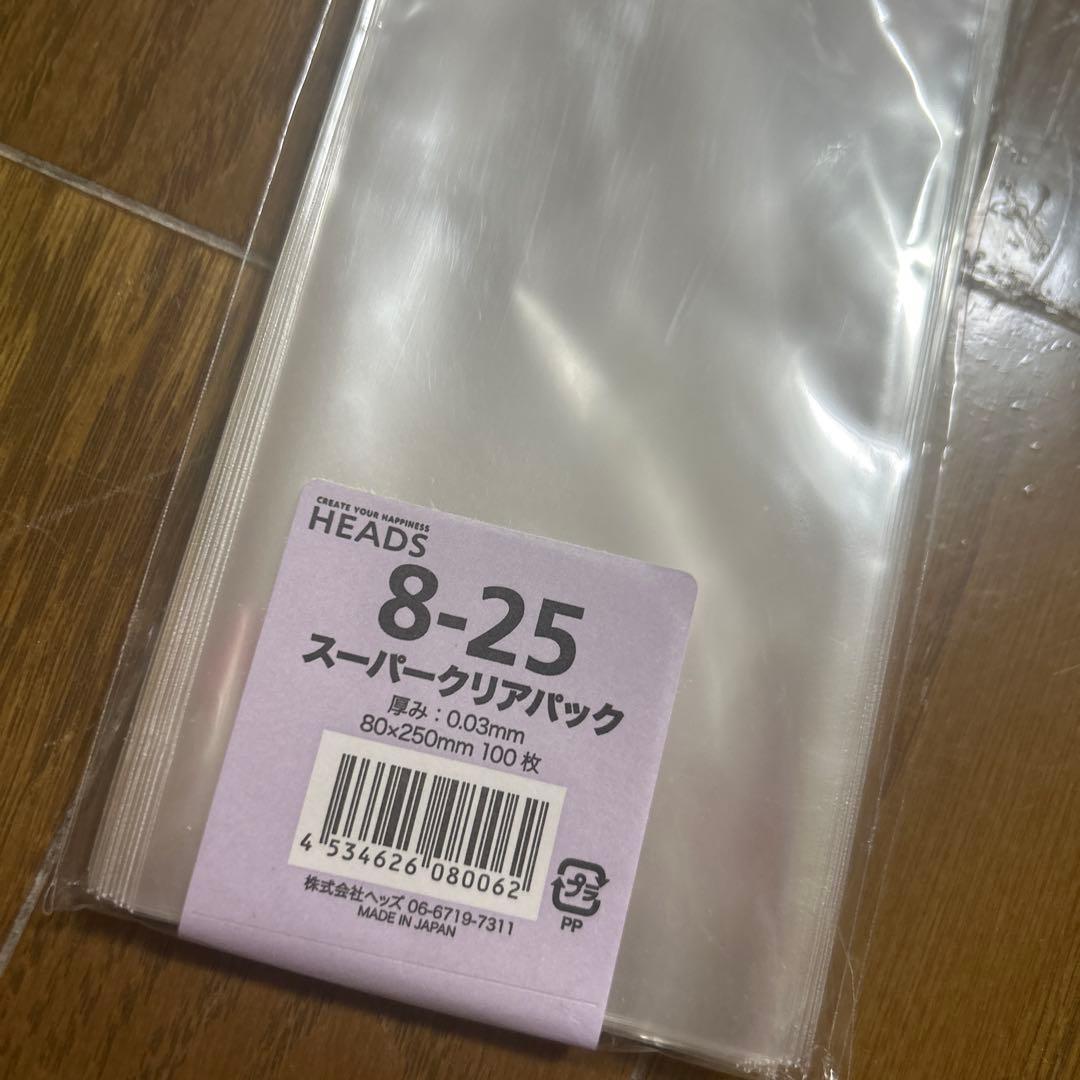 CREATE YOUR HAPPINESS
HEADS
8-25
スーパークリアパック
厚み：0.03mm
80×250mm 100枚
4 534626 080062
プラ
PP
株式会社ヘッズ 06-6719-7311
MADE IN JAPAN